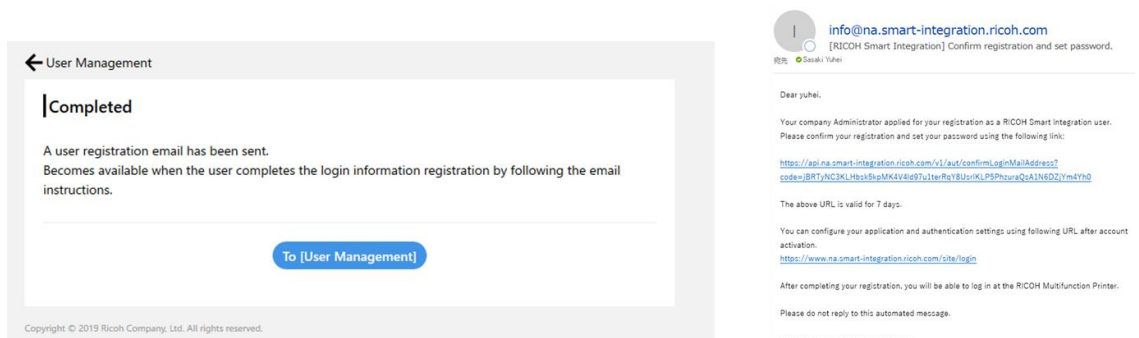 User Management
Completed
A user registration email has been sent.
Becomes available when the user completes the login information registration by following the email
instructions.
To [User Management]
Copyright © 2019 Ricoh Company, Ltd. All rights reserved.
I
info@na.smart-integration.ricoh.com
[RICOH Smart Integration] Confirm registration and set password.
宛先 Sasaki Yuhei
Dear yuhei,
Your company Administrator applied for your registration as a RICOH Smart Integration user.
Please confirm your registration and set your password using the following link:
https://api.na.smart-integration.ricoh.com/v1/aut/confirmLoginMailAddress?
code=jBRTyNC3KLHbsk5kpMK4V4ld97u1terRqY8UsrlKLP5PhzuraQsA1N6DZjYm4Yh0
The above URL is valid for 7 days.
You can configure your application and authentication settings using following URL after account
activation.
https://www.na.smart-integration.ricoh.com/site/login
After completing your registration, you will be able to log in at the RICOH Multifunction Printer.
Please do not reply to this automated message.